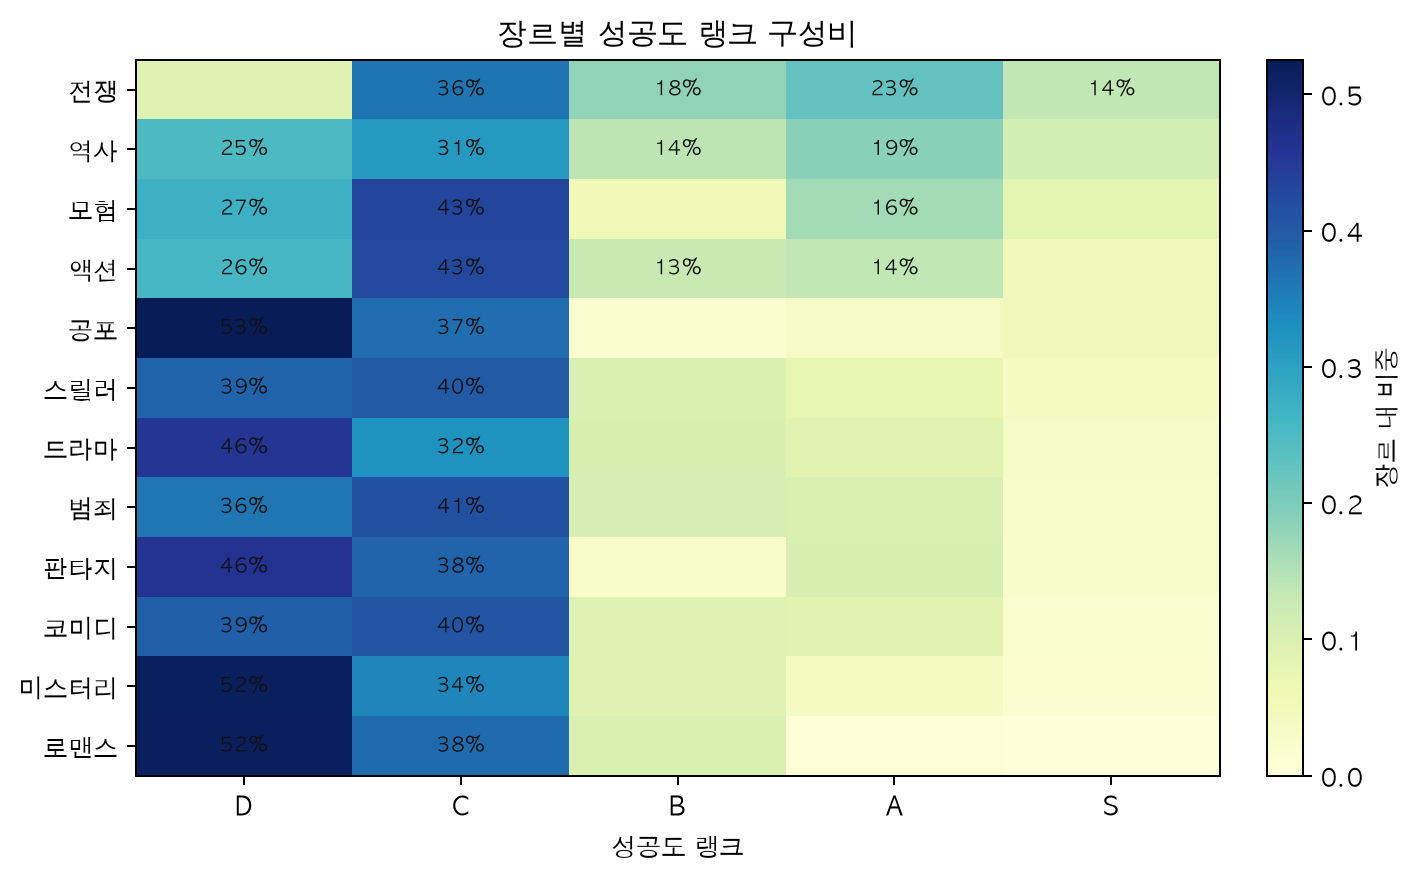 장르별 성공도 랭크 구성비
전쟁 36% 18% 23% 14%
역사 25% 31% 14% 19%
모험 27% 43% 16%
액션 26% 43% 13% 14%
공포 53% 37%
스릴러 39% 40%
드라마 46% 32%
범죄 36% 41%
판타지 46% 38%
코미디 39% 40%
미스터리 52% 34%
로맨스 52% 38%
D C B A S
성공도 랭크
0.5
0.4
0.3
0.2
0.1
0.0
장르 내 비중